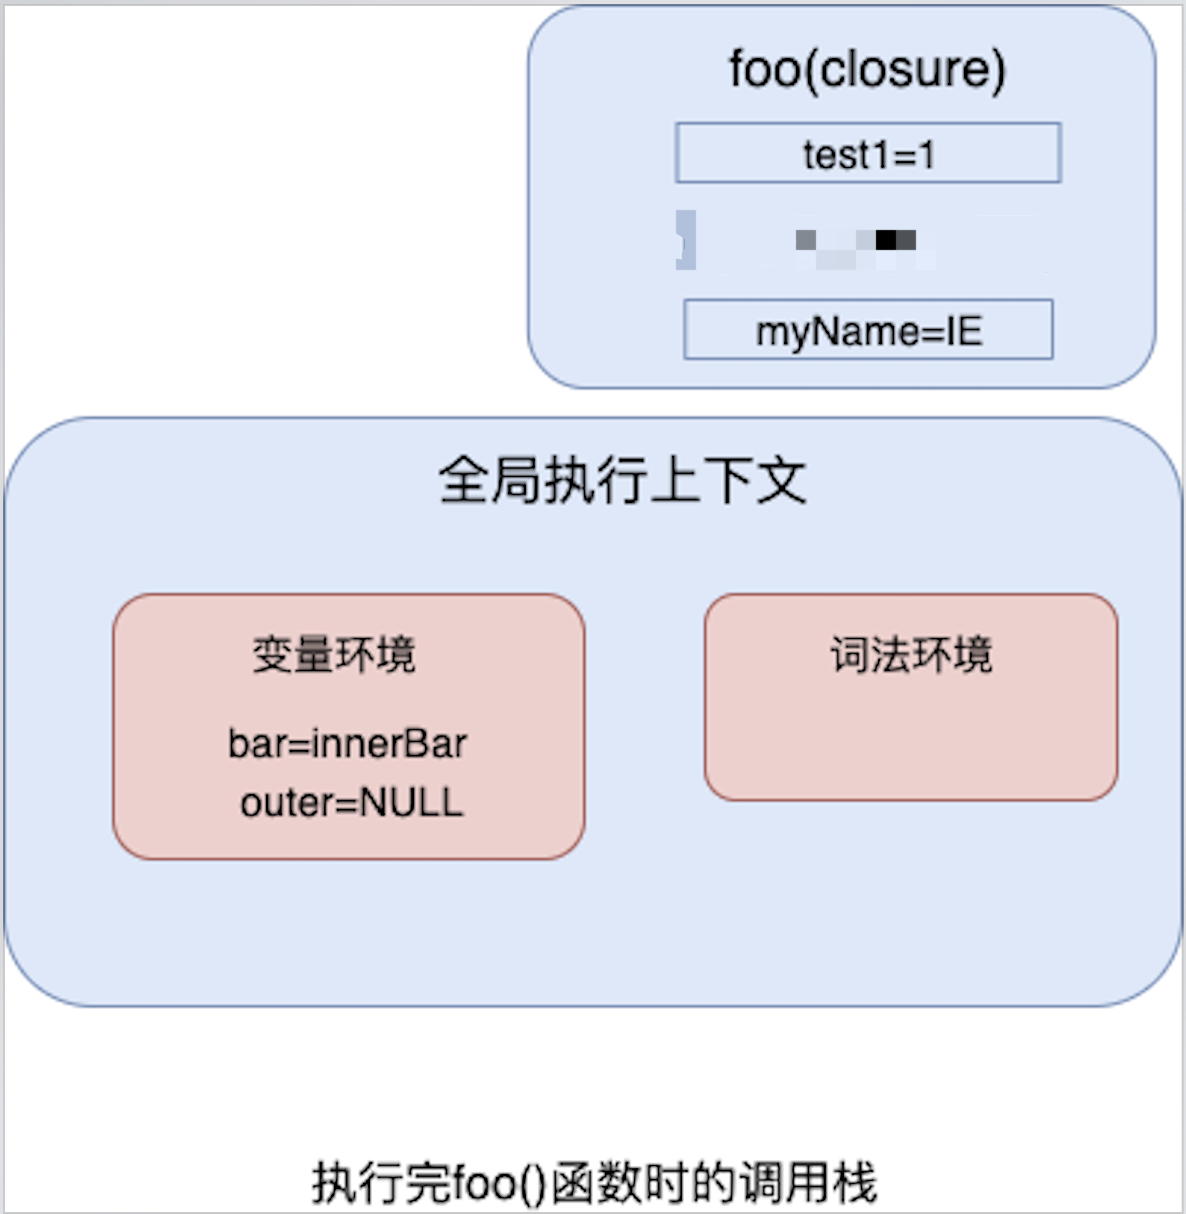 foo(closure)
test1=1
myName=IE
全局执行上下文
变量环境
词法环境
bar=innerBar
outer=NULL
执行完foo()函数时的调用栈